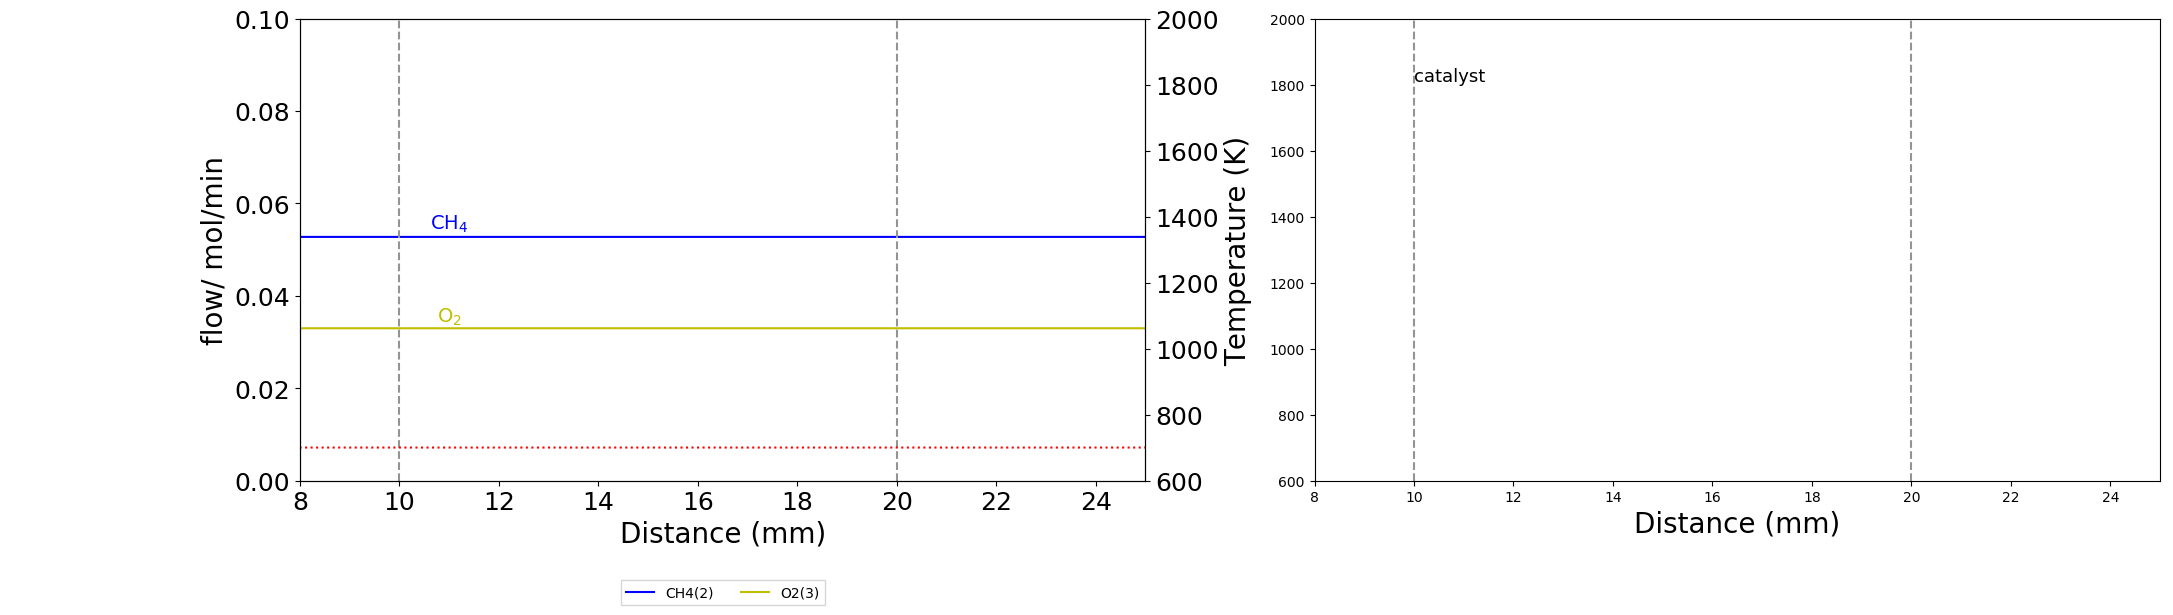 0.10
0.08
0.06
0.04
0.02
0.00
flow/ mol/min
CH₄
O₂
8 10 12 14 16 18 20 22 24
Distance (mm)
2000
1800
1600
1400
1200
1000
800
600
Temperature (K)
CH4(2) O2(3)
2000
1800
1600
1400
1200
1000
800
600
catalyst
8 10 12 14 16 18 20 22 24
Distance (mm)